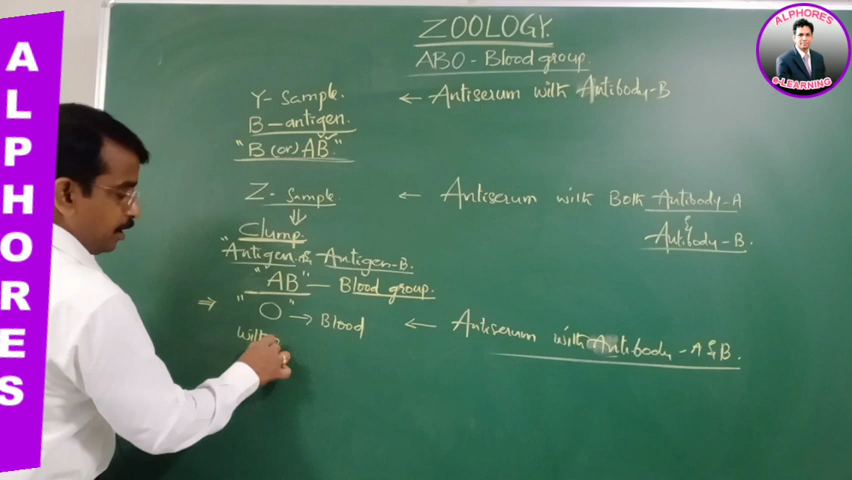 ALPHORES
ALPHORES
e-LEARNING
ZOOLOGY
ABO - Blood group.
Y- Sample. ← Antiserum with Antibody-B
B - antigen.
"B (or) AB"
Z - Sample ← Antiserum with Both Antibody-A
⇓ &
Clump. Antibody-B.
"Antigen-A & Antigen-B.
"AB" — Blood group.
⇒ "O" → Blood ← Antiserum with Antibody-A & B.
with